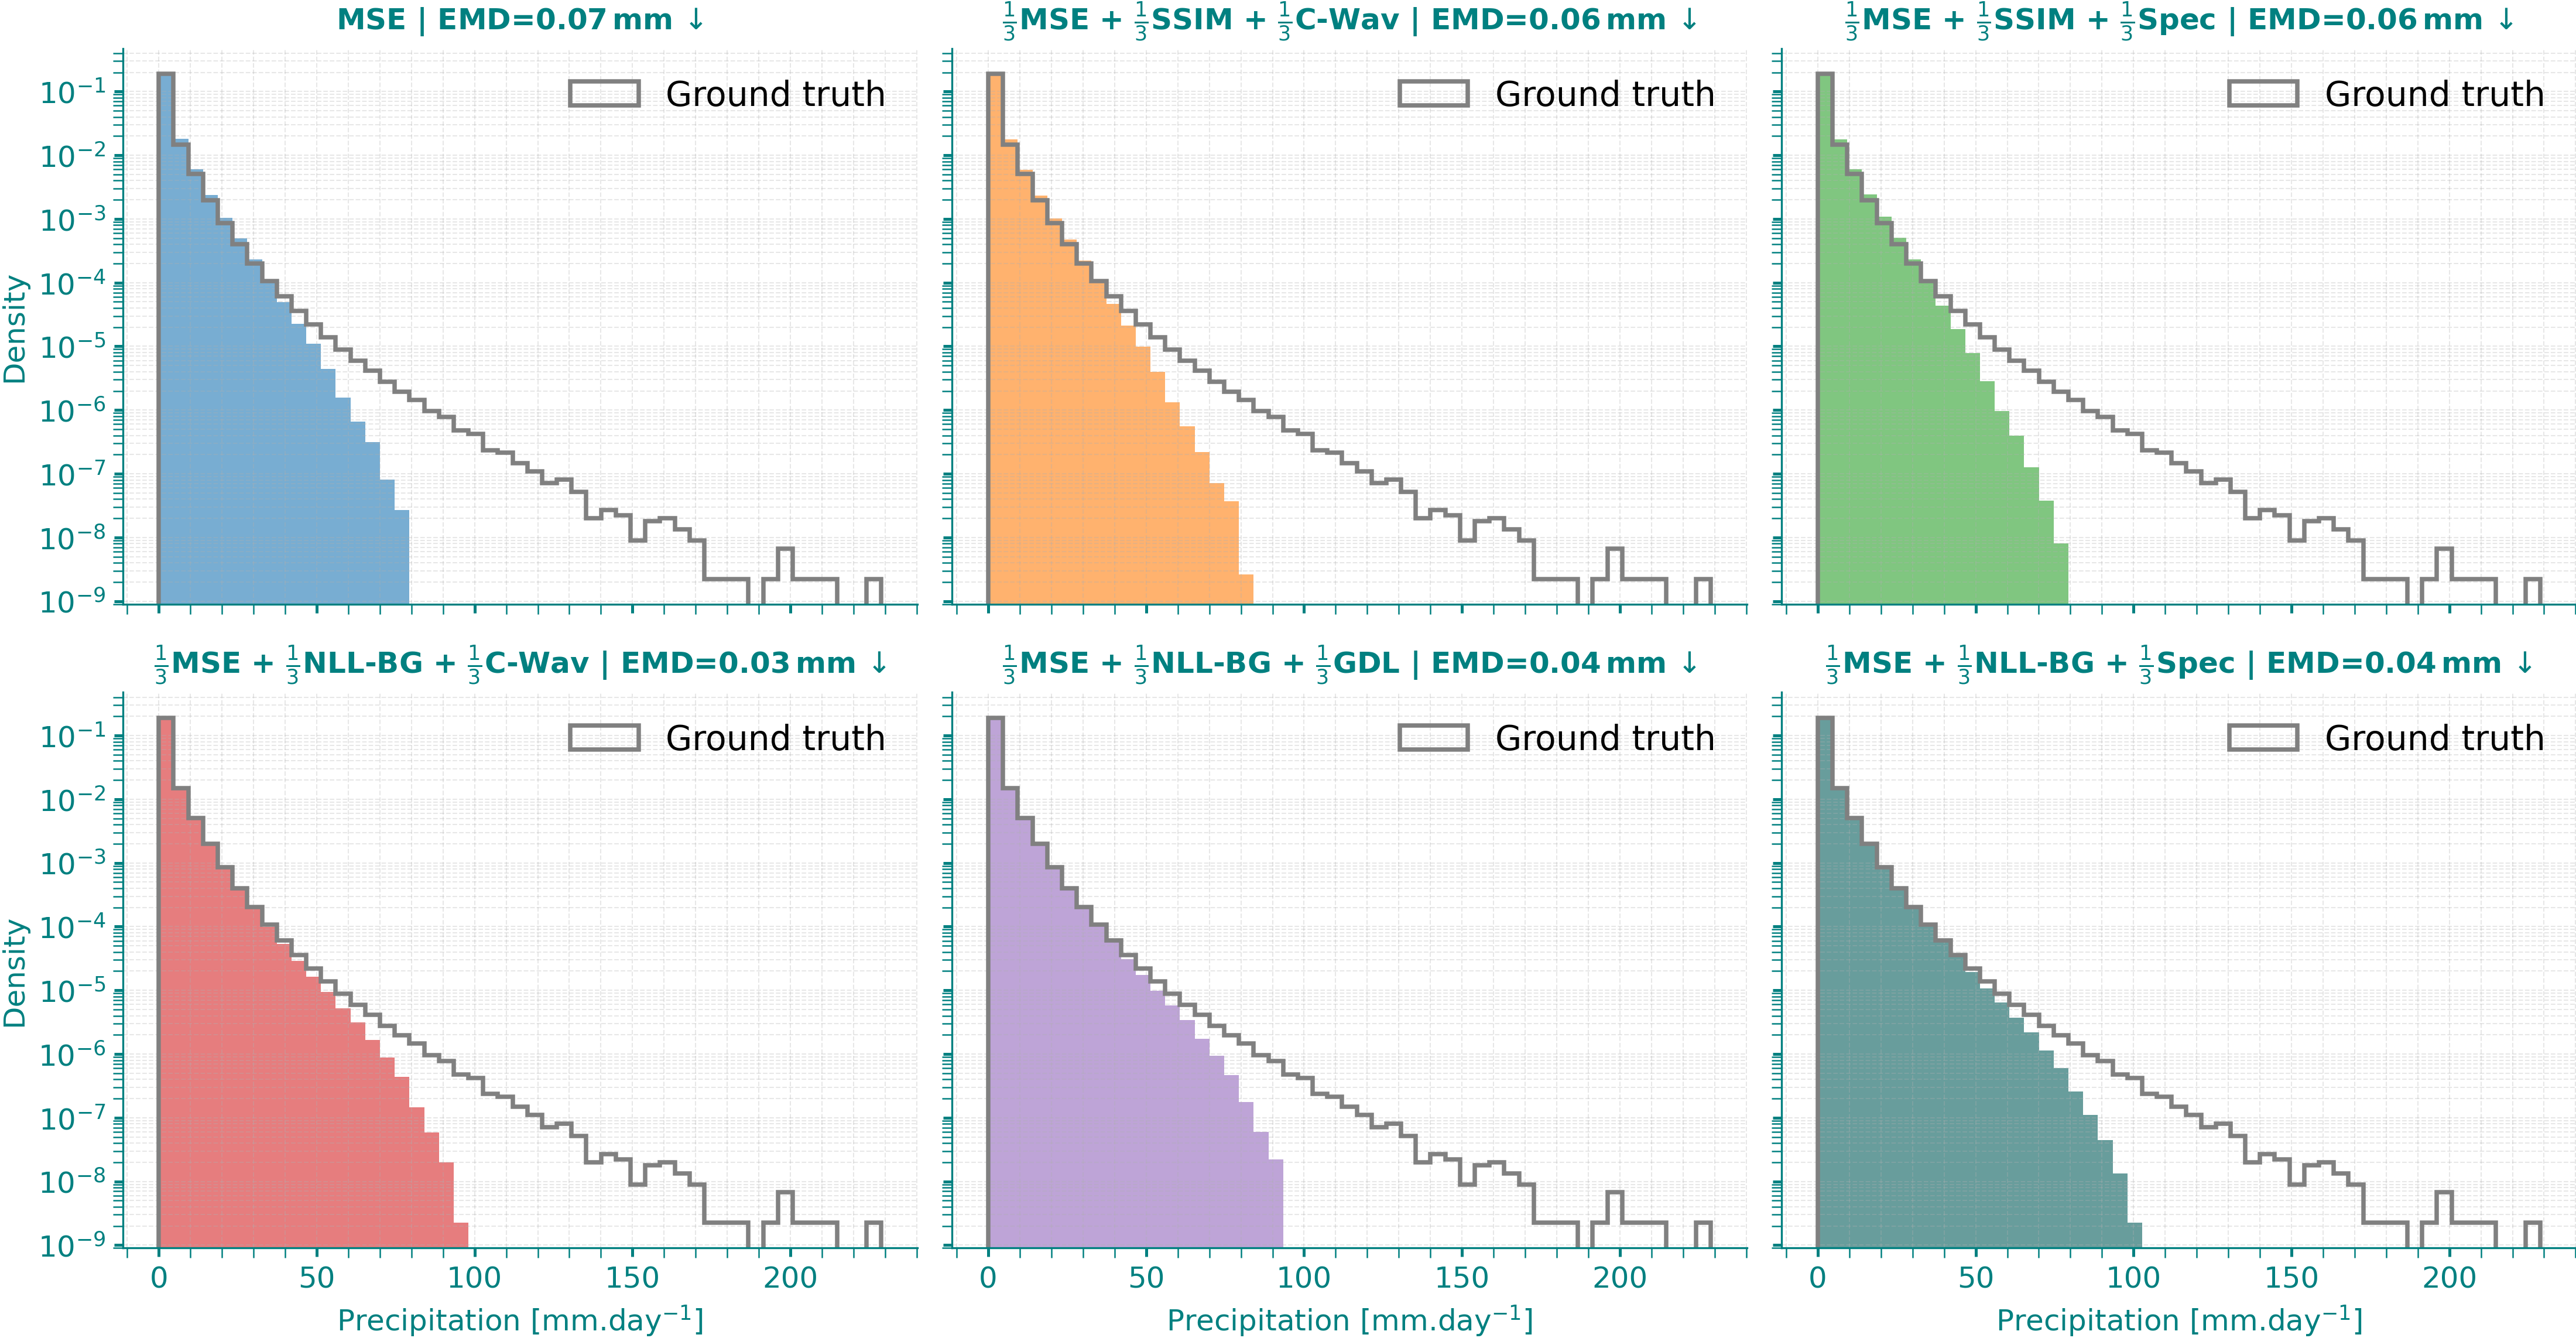 MSE | EMD=0.07 mm ↓
1/3MSE + 1/3SSIM + 1/3C-Wav | EMD=0.06 mm ↓
1/3MSE + 1/3SSIM + 1/3Spec | EMD=0.06 mm ↓
Ground truth
Ground truth
Ground truth
Density
10⁻¹
10⁻²
10⁻³
10⁻⁴
10⁻⁵
10⁻⁶
10⁻⁷
10⁻⁸
10⁻⁹
1/3MSE + 1/3NLL-BG + 1/3C-Wav | EMD=0.03 mm ↓
1/3MSE + 1/3NLL-BG + 1/3GDL | EMD=0.04 mm ↓
1/3MSE + 1/3NLL-BG + 1/3Spec | EMD=0.04 mm ↓
Ground truth
Ground truth
Ground truth
Density
10⁻¹
10⁻²
10⁻³
10⁻⁴
10⁻⁵
10⁻⁶
10⁻⁷
10⁻⁸
10⁻⁹
0 50 100 150 200
0 50 100 150 200
0 50 100 150 200
Precipitation [mm.day⁻¹]
Precipitation [mm.day⁻¹]
Precipitation [mm.day⁻¹]